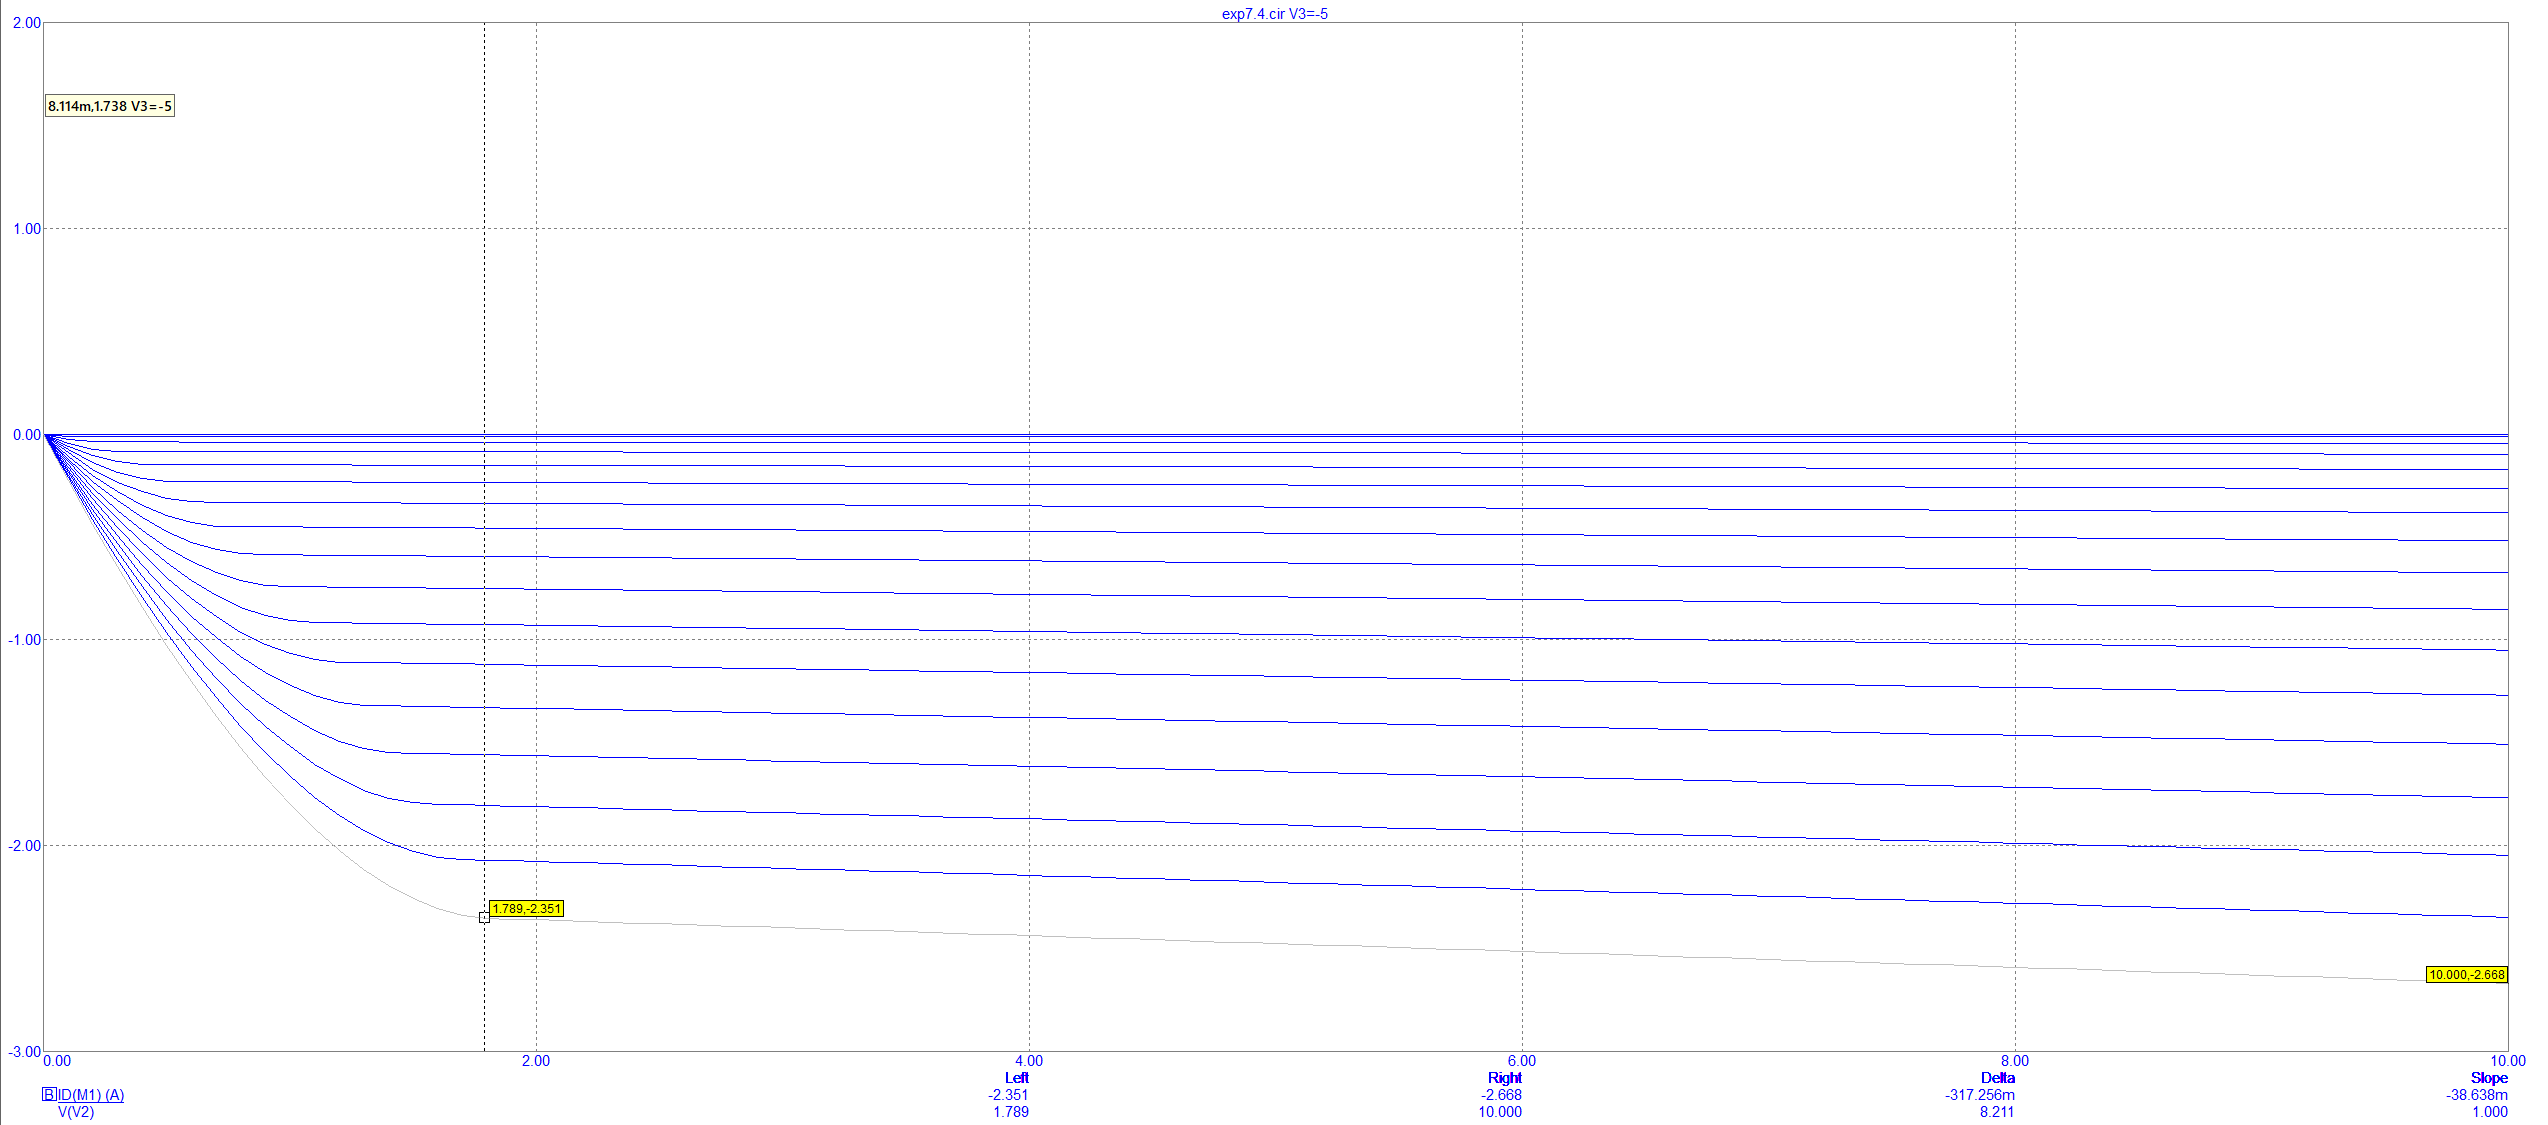 exp7.4.cir V3=-5
2.00
8.114m,1.738 V3=-5
1.00
0.00
-1.00
-2.00
1.789,-2.351
10.000,-2.668
-3.00
0.00 2.00 4.00 6.00 8.00 10.00
Left Right Delta Slope
B ID(M1) (A) -2.351 -2.668 -317.256m -38.638m
V(V2) 1.789 10.000 8.211 1.000